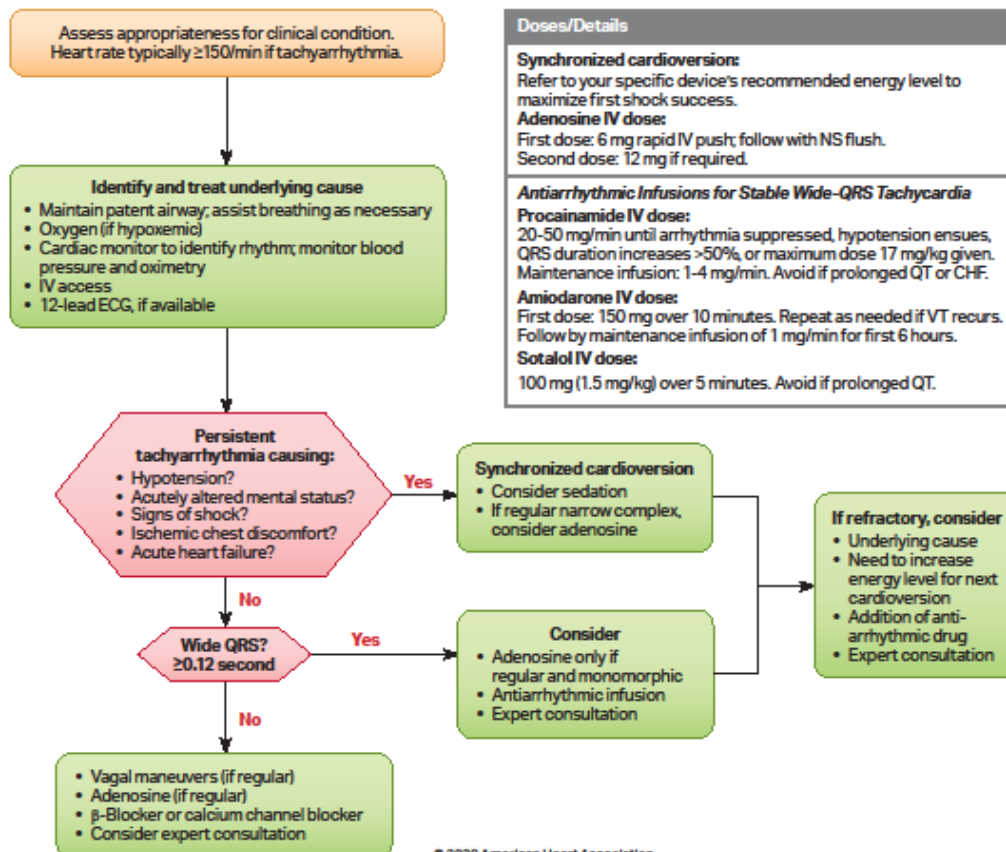 Assess appropriateness for clinical condition.
Heart rate typically ≥150/min if tachyarrhythmia.
Identify and treat underlying cause
• Maintain patent airway; assist breathing as necessary
• Oxygen (if hypoxemic)
• Cardiac monitor to identify rhythm; monitor blood
pressure and oximetry
• IV access
• 12-lead ECG, if available
Persistent
tachyarrhythmia causing:
• Hypotension?
• Acutely altered mental status?
• Signs of shock?
• Ischemic chest discomfort?
• Acute heart failure?
Yes
Synchronized cardioversion
• Consider sedation
• If regular narrow complex,
consider adenosine
If refractory, consider
• Underlying cause
• Need to increase
energy level for next
cardioversion
• Addition of anti-
arrhythmic drug
• Expert consultation
No
Wide QRS?
≥0.12 second
Yes
Consider
• Adenosine only if
regular and monomorphic
• Antiarrhythmic infusion
• Expert consultation
No
• Vagal maneuvers (if regular)
• Adenosine (if regular)
• β-Blocker or calcium channel blocker
• Consider expert consultation
Doses/Details
Synchronized cardioversion:
Refer to your specific device's recommended energy level to
maximize first shock success.
Adenosine IV dose:
First dose: 6 mg rapid IV push; follow with NS flush.
Second dose: 12 mg if required.
Antiarrhythmic Infusions for Stable Wide-QRS Tachycardia
Procainamide IV dose:
20-50 mg/min until arrhythmia suppressed, hypotension ensues,
QRS duration increases >50%, or maximum dose 17 mg/kg given.
Maintenance infusion: 1-4 mg/min. Avoid if prolonged QT or CHF.
Amiodarone IV dose:
First dose: 150 mg over 10 minutes. Repeat as needed if VT recurs.
Follow by maintenance infusion of 1 mg/min for first 6 hours.
Sotalol IV dose:
100 mg (1.5 mg/kg) over 5 minutes. Avoid if prolonged QT.
American Heart Association